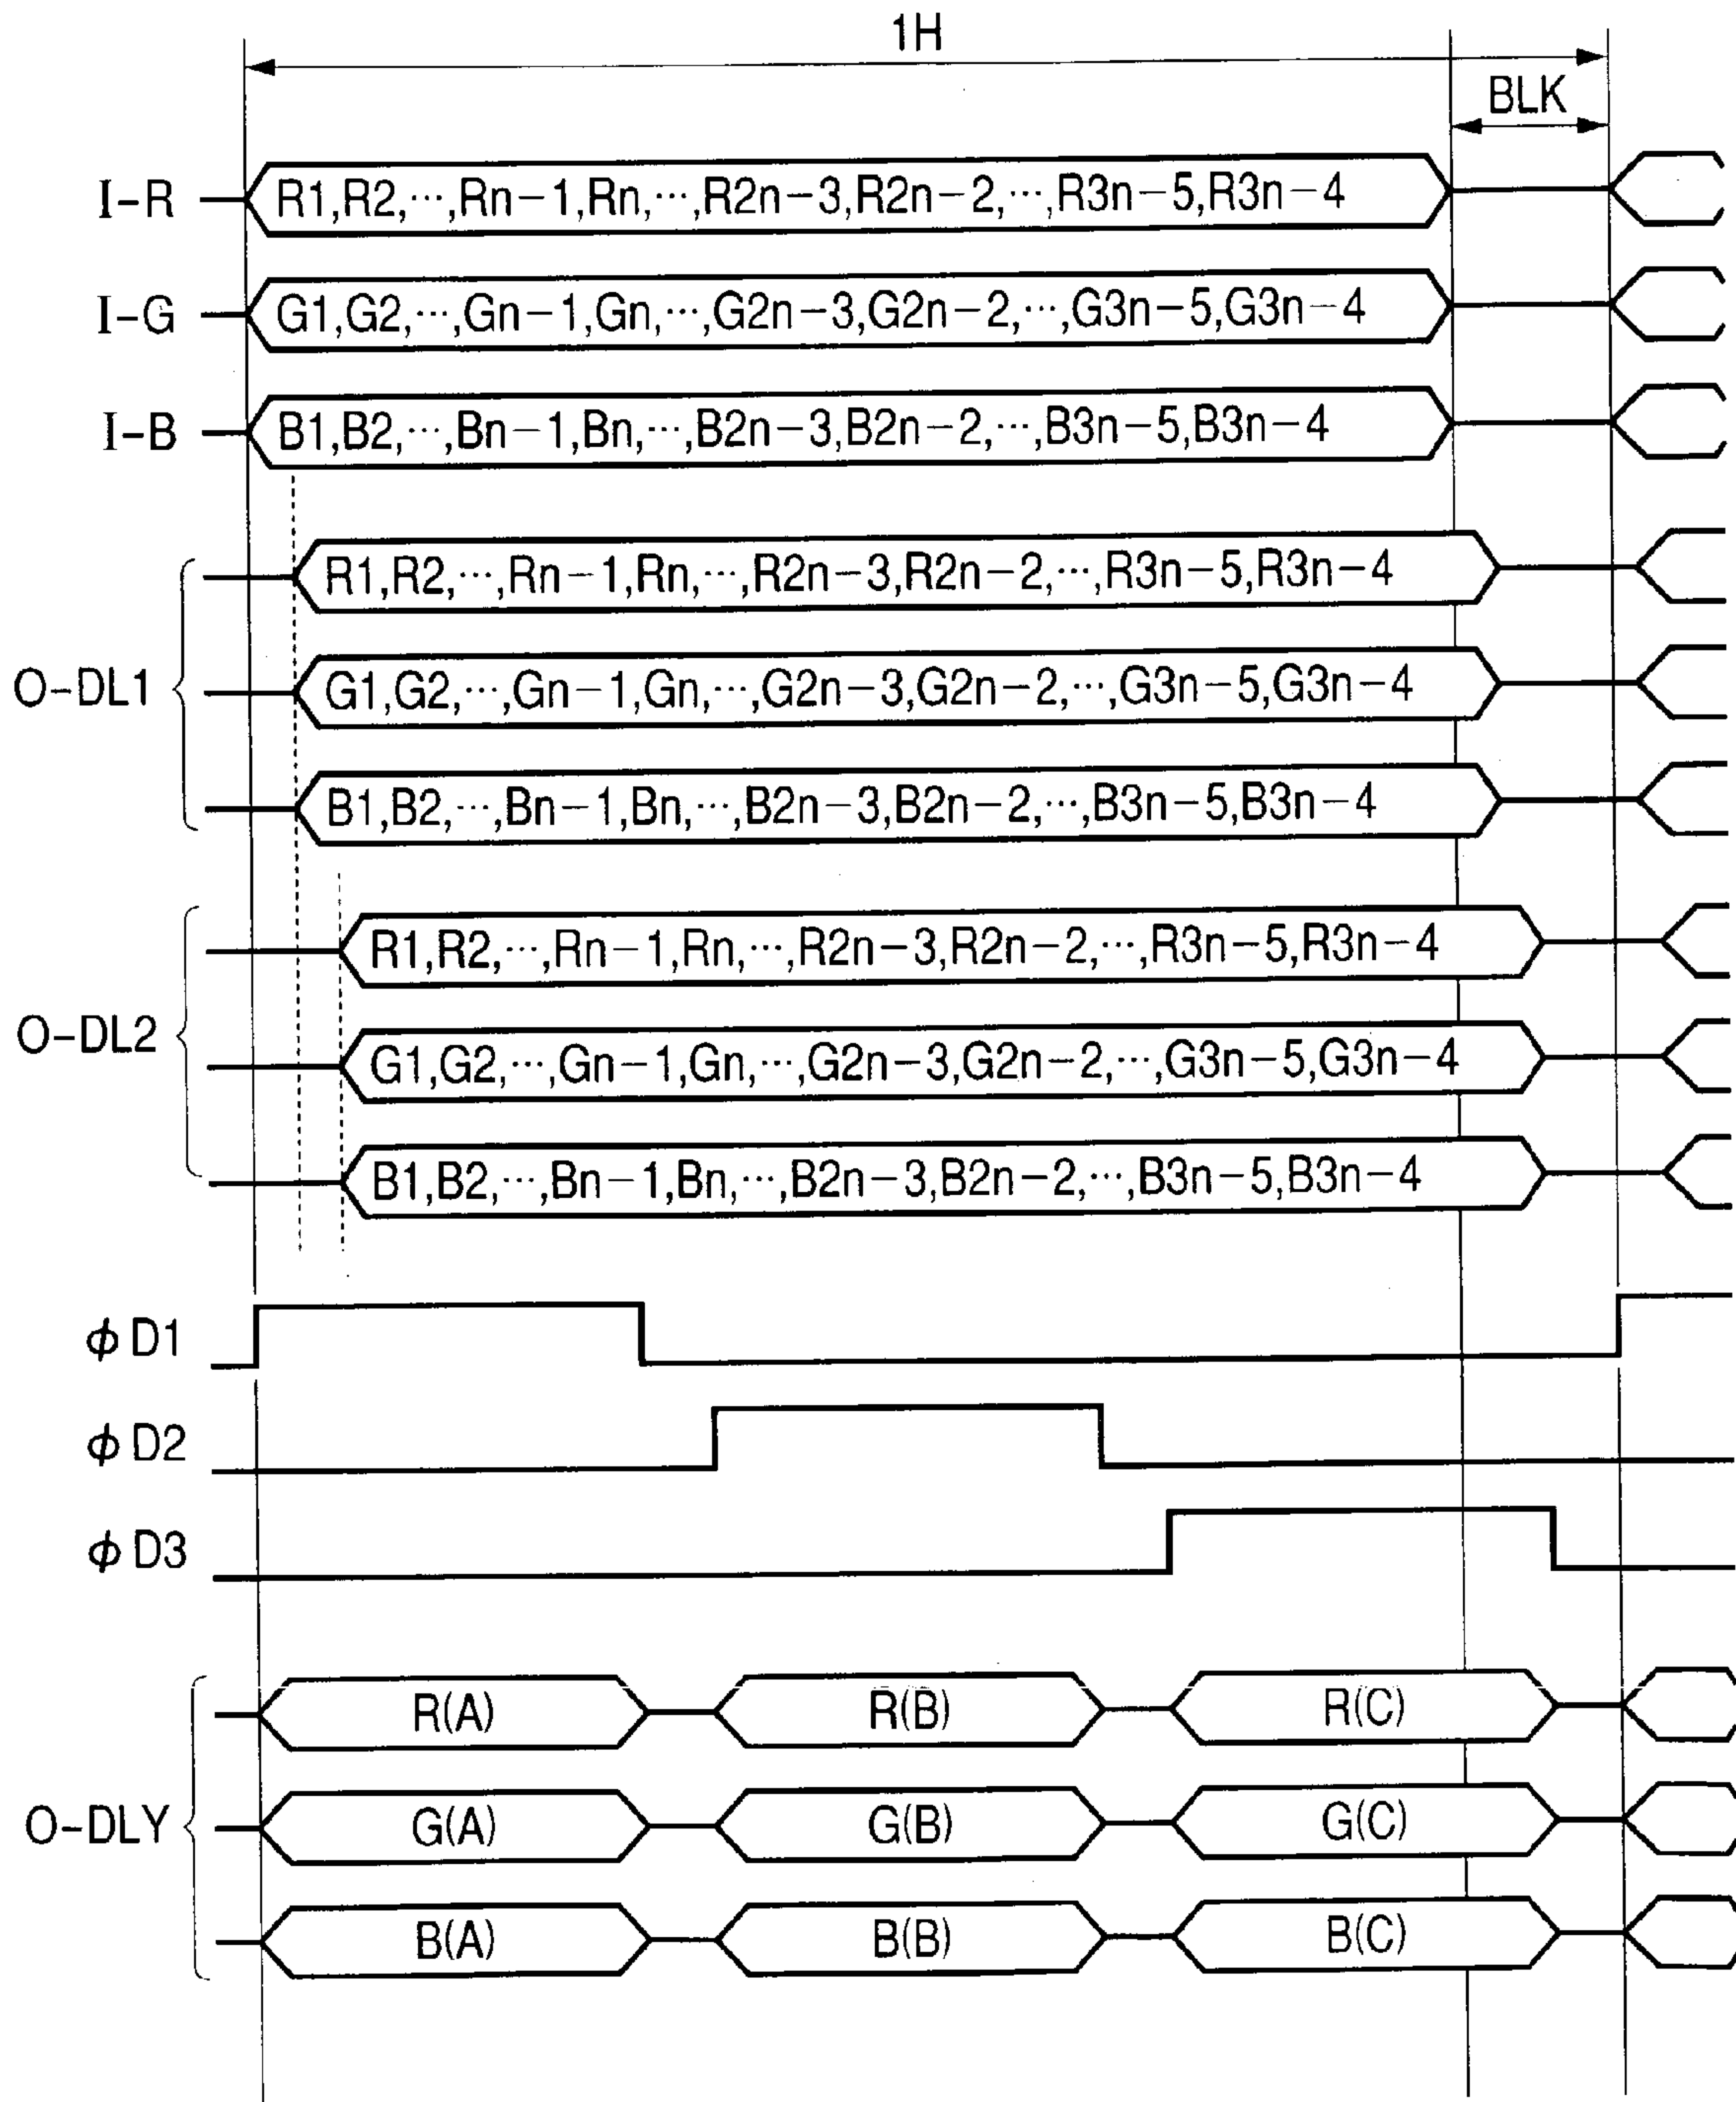 1H
BLK
I-R R1,R2,···,Rn-1,Rn,···,R2n-3,R2n-2,···,R3n-5,R3n-4
I-G G1,G2,···,Gn-1,Gn,···,G2n-3,G2n-2,···,G3n-5,G3n-4
I-B B1,B2,···,Bn-1,Bn,···,B2n-3,B2n-2,···,B3n-5,B3n-4
R1,R2,···,Rn-1,Rn,···,R2n-3,R2n-2,···,R3n-5,R3n-4
O-DL1 G1,G2,···,Gn-1,Gn,···,G2n-3,G2n-2,···,G3n-5,G3n-4
B1,B2,···,Bn-1,Bn,···,B2n-3,B2n-2,···,B3n-5,B3n-4
R1,R2,···,Rn-1,Rn,···,R2n-3,R2n-2,···,R3n-5,R3n-4
O-DL2 G1,G2,···,Gn-1,Gn,···,G2n-3,G2n-2,···,G3n-5,G3n-4
B1,B2,···,Bn-1,Bn,···,B2n-3,B2n-2,···,B3n-5,B3n-4
φD1
φD2
φD3
R(A) R(B) R(C)
O-DLY G(A) G(B) G(C)
B(A) B(B) B(C)